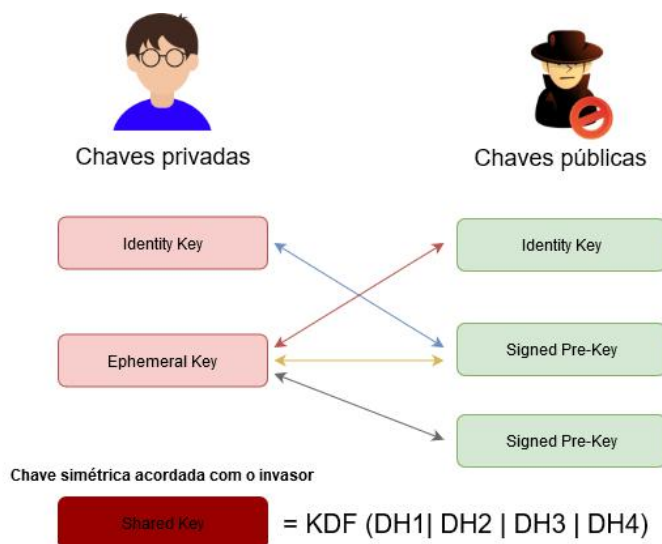 Chaves privadas
Chaves públicas
Identity Key
Identity Key
Ephemeral Key
Signed Pre-Key
Signed Pre-Key
Chave simétrica acordada com o invasor
Shared Key
= KDF (DH1| DH2 | DH3 | DH4)